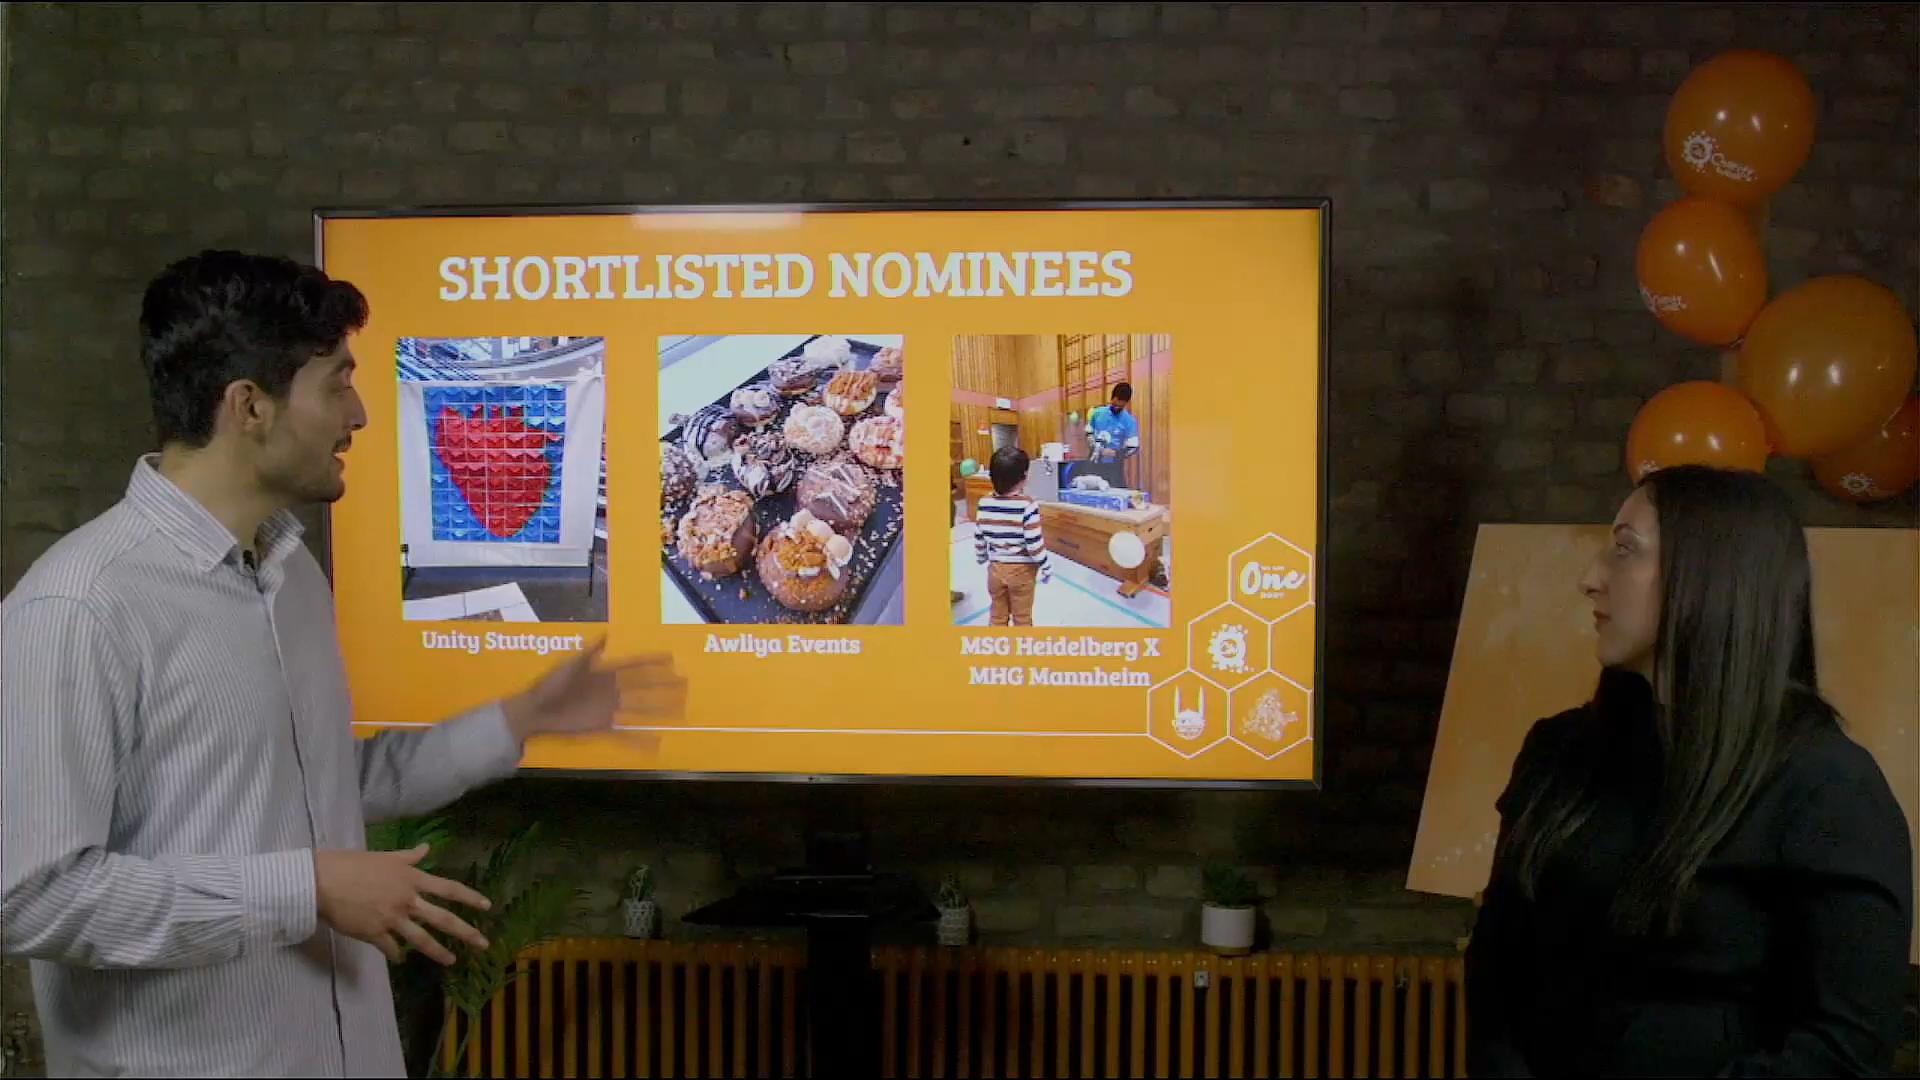 SHORTLISTED NOMINEES
Unity Stuttgart
Awliya Events
MSG Heidelberg X
MHG Mannheim
One